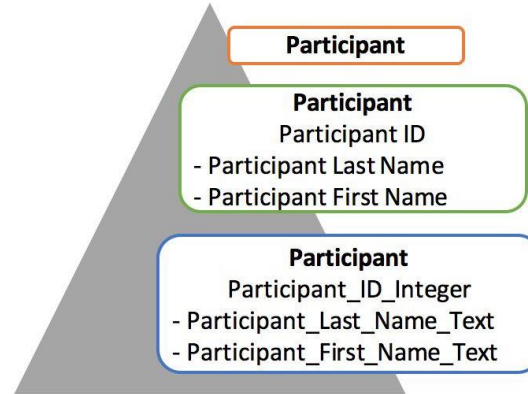 Participant
Participant
Participant ID
- Participant Last Name
- Participant First Name
Participant
Participant_ID_Integer
- Participant_Last_Name_Text
- Participant_First_Name_Text